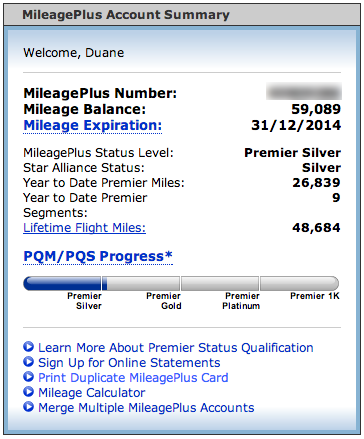 MileagePlus Account Summary
Welcome, Duane
MileagePlus Number:
Mileage Balance: 59,089
Mileage Expiration: 31/12/2014
MileagePlus Status Level: Premier Silver
Star Alliance Status: Silver
Year to Date Premier Miles: 26,839
Year to Date Premier 9
Segments:
Lifetime Flight Miles: 48,684
PQM/PQS Progress*
Premier Silver Premier Gold Premier Platinum Premier 1K
Learn More About Premier Status Qualification
Sign Up for Online Statements
Print Duplicate MileagePlus Card
Mileage Calculator
Merge Multiple MileagePlus Accounts